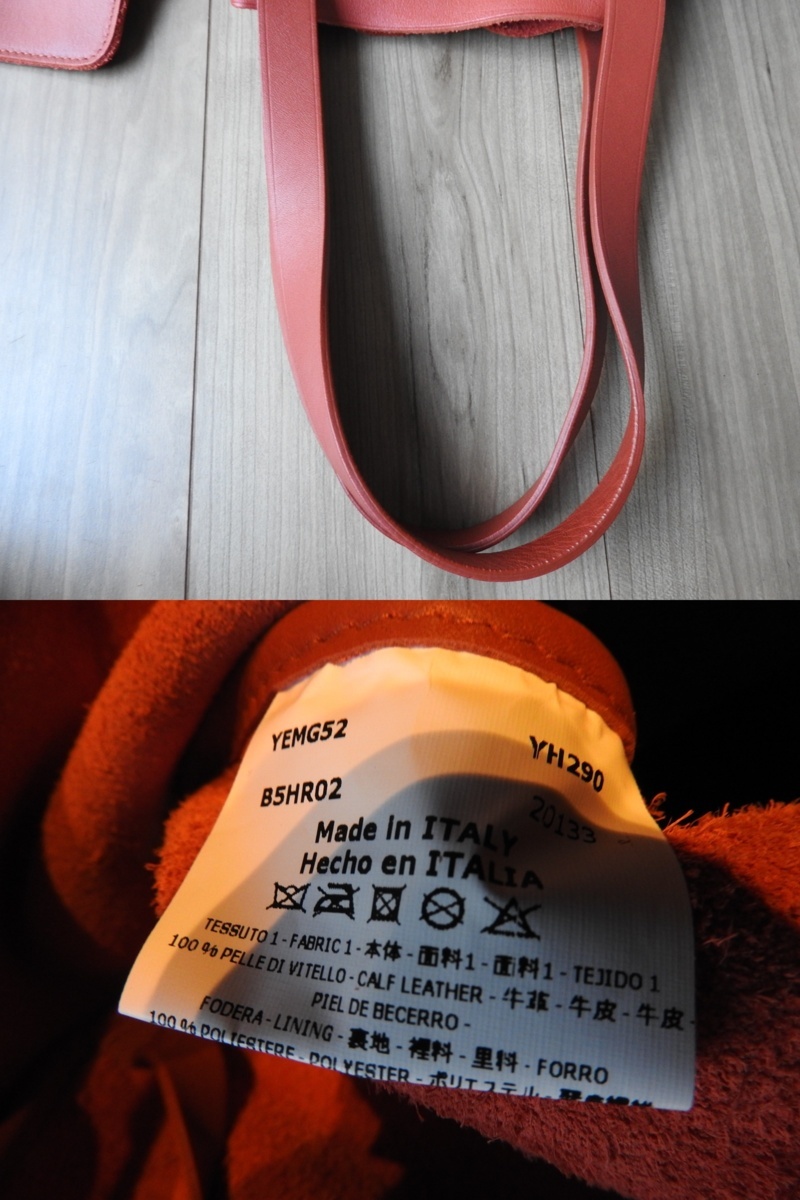 YEMG52
YH290
B5HR02
20133
Made in ITALY
Hecho en ITALIA
TESSUTO 1 - FABRIC 1 - 本体 - 面料1 - 面料1 - TEJIDO 1
100 % PELLE DI VITELLO - CALF LEATHER - 牛革 - 牛皮 - 牛皮 -
PIEL DE BECERRO -
FODERA - LINING - 裏地 - 裡料 - 里料 - FORRO
100 % POLIESTERE - POLYESTER - ポリエステル -